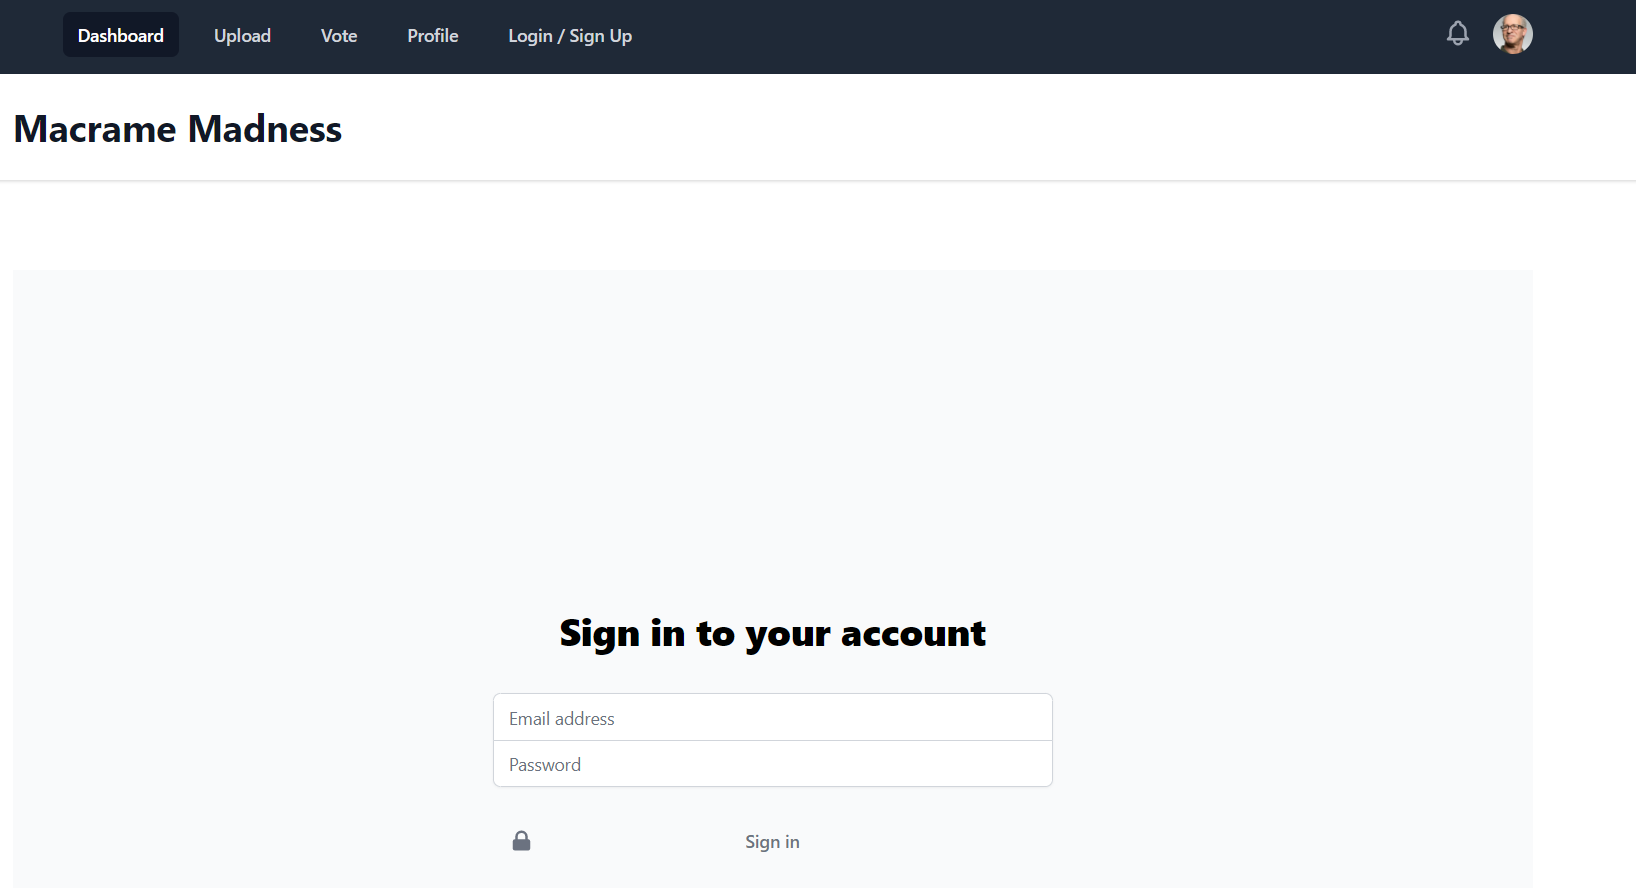 Dashboard Upload Vote Profile Login / Sign Up
Macrame Madness
Sign in to your account
Email address
Password
Sign in